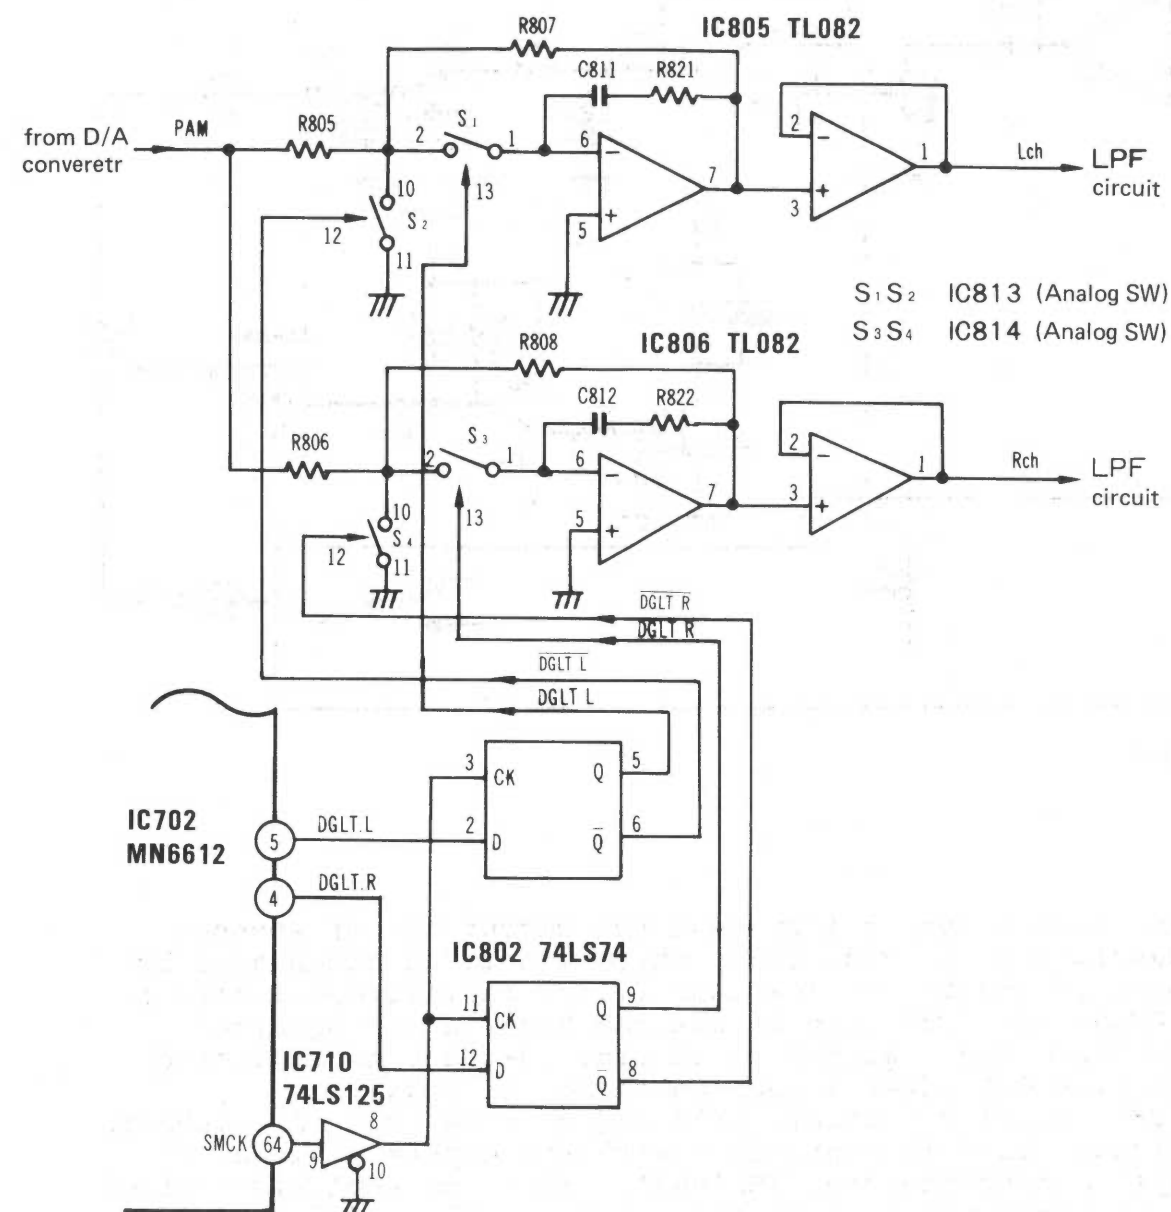 R807
IC805 TL082
C811
R821
from D/A
converetr
PAM
R805
2
S1
1
6
−
+
5
7
2
−
+
3
1
Lch
LPF
circuit
10
S2
12
11
13
S1S2 IC813 (Analog SW)
S3S4 IC814 (Analog SW)
R808
IC806 TL082
C812
R822
R806
2
S3
1
6
−
+
5
7
2
−
+
3
1
Rch
LPF
circuit
10
S4
12
11
13
D̅G̅L̅T̅ ̅R̅
DGLT R
D̅G̅L̅T̅ ̅L̅
DGLT L
IC702
MN6612
5
DGLT.L
3
CK
Q
5
2
D
Q̅
6
4
DGLT.R
IC802 74LS74
11
CK
Q
9
12
D
Q̅
8
IC710
74LS125
SMCK
64
9
8
10